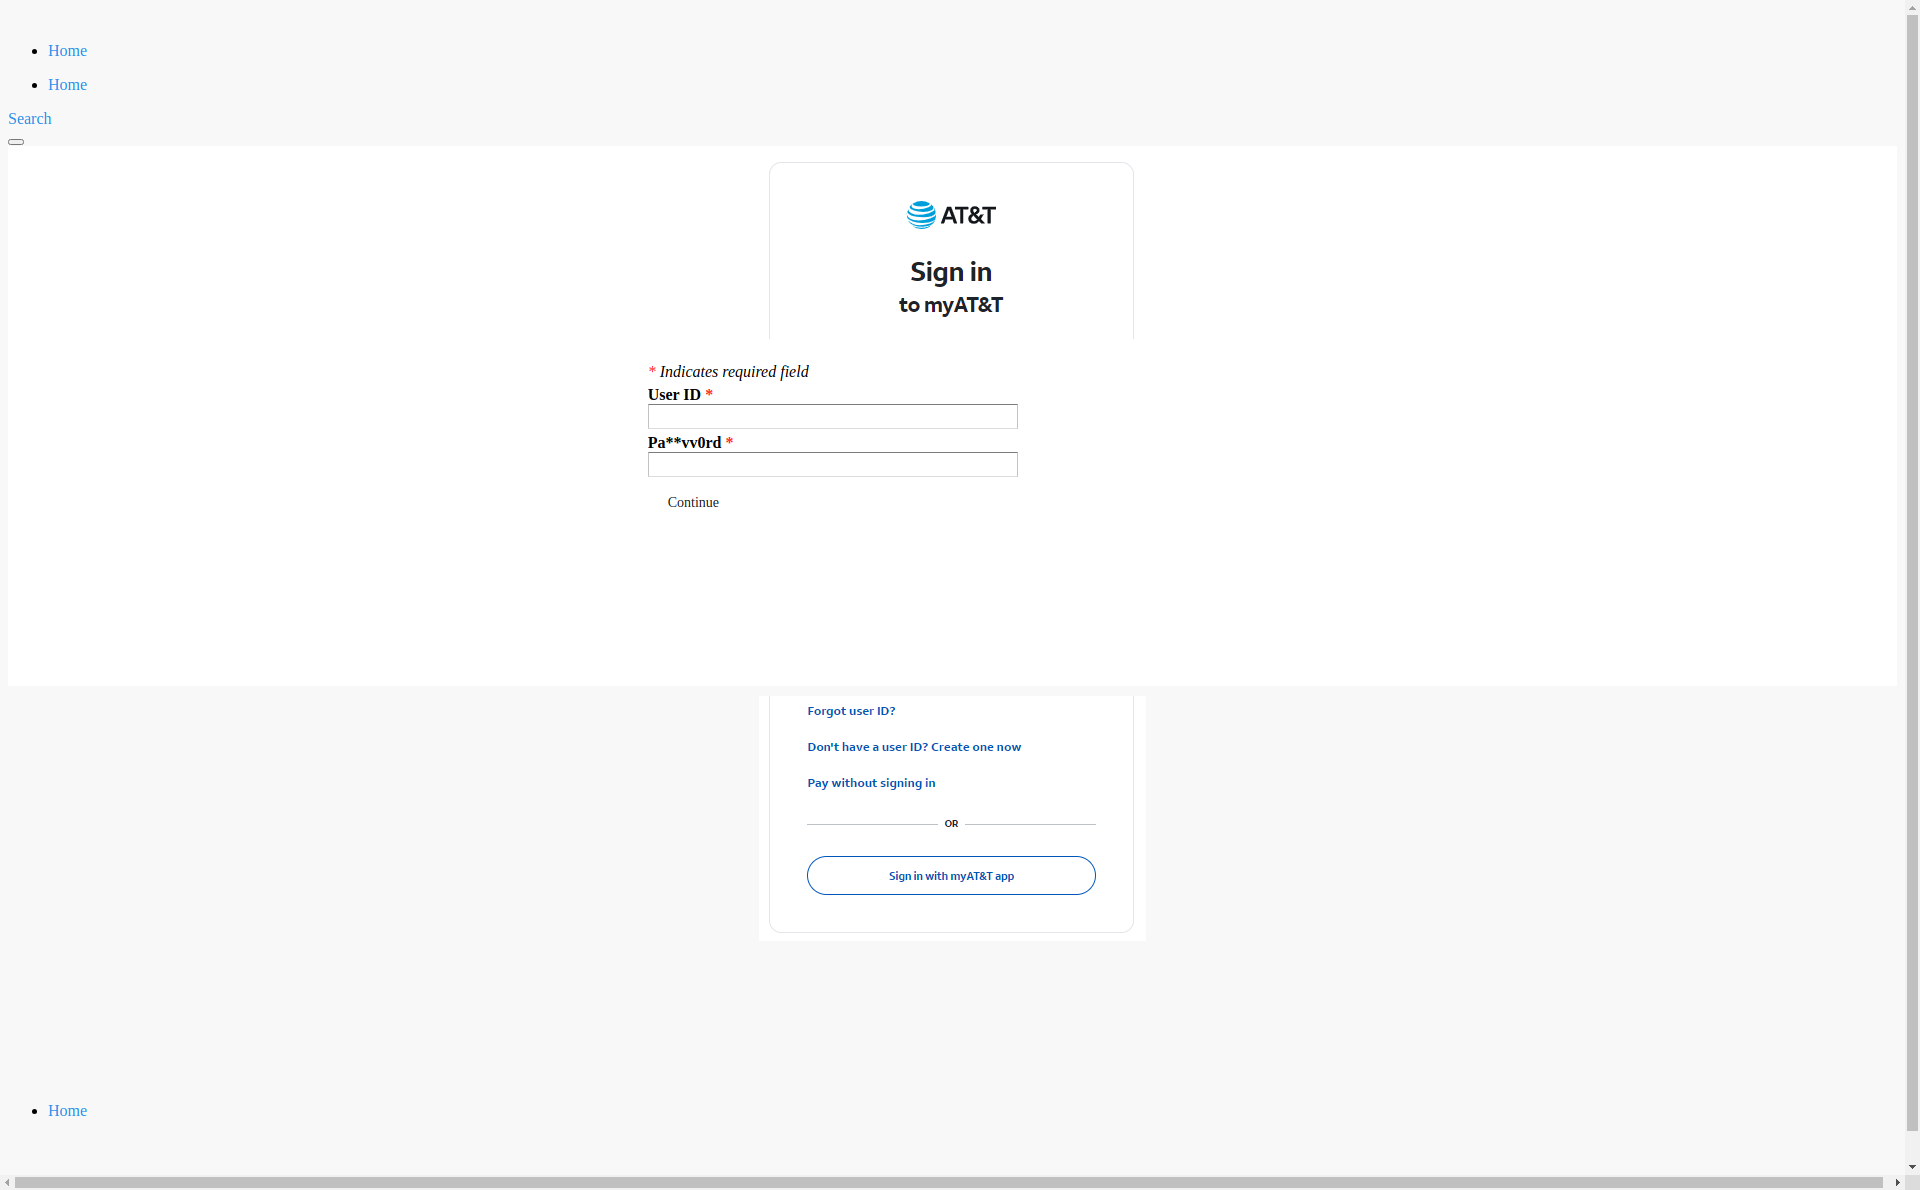 Home
Home
Search
AT&T
Sign in
to myAT&T
* Indicates required field
User ID *
Pa**vv0rd *
Continue
Forgot user ID?
Don't have a user ID? Create one now
Pay without signing in
OR
Sign in with myAT&T app
Home